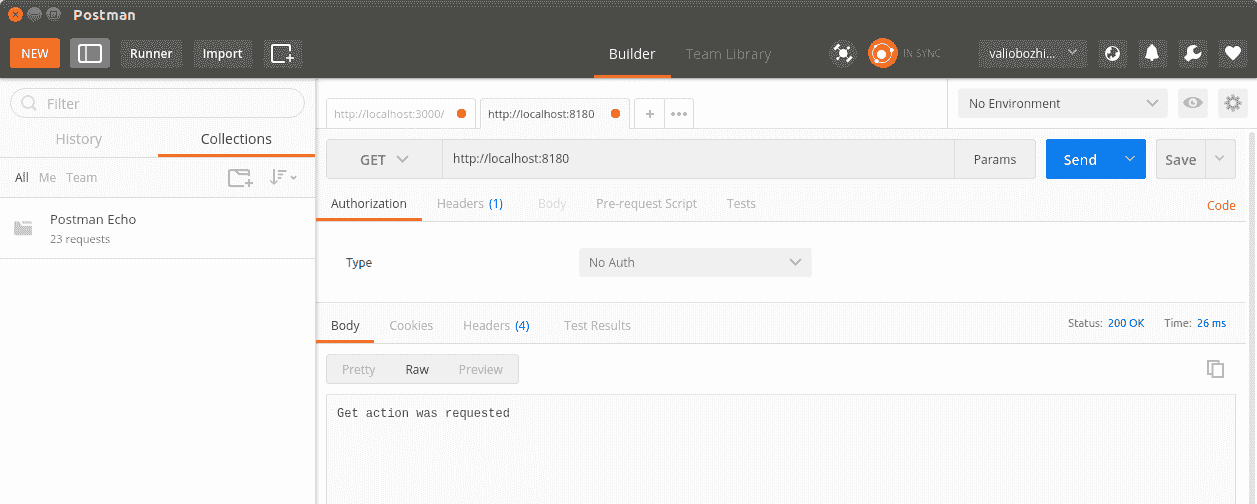 Postman
NEW Runner Import Builder Team Library IN SYNC valiobozhi...
Filter
History Collections
All Me Team
Postman Echo
23 requests
http://localhost:3000/ http://localhost:8180 + ••• No Environment
GET http://localhost:8180 Params Send Save
Authorization Headers (1) Body Pre-request Script Tests Code
Type No Auth
Body Cookies Headers (4) Test Results Status: 200 OK Time: 26 ms
Pretty Raw Preview
Get action was requested